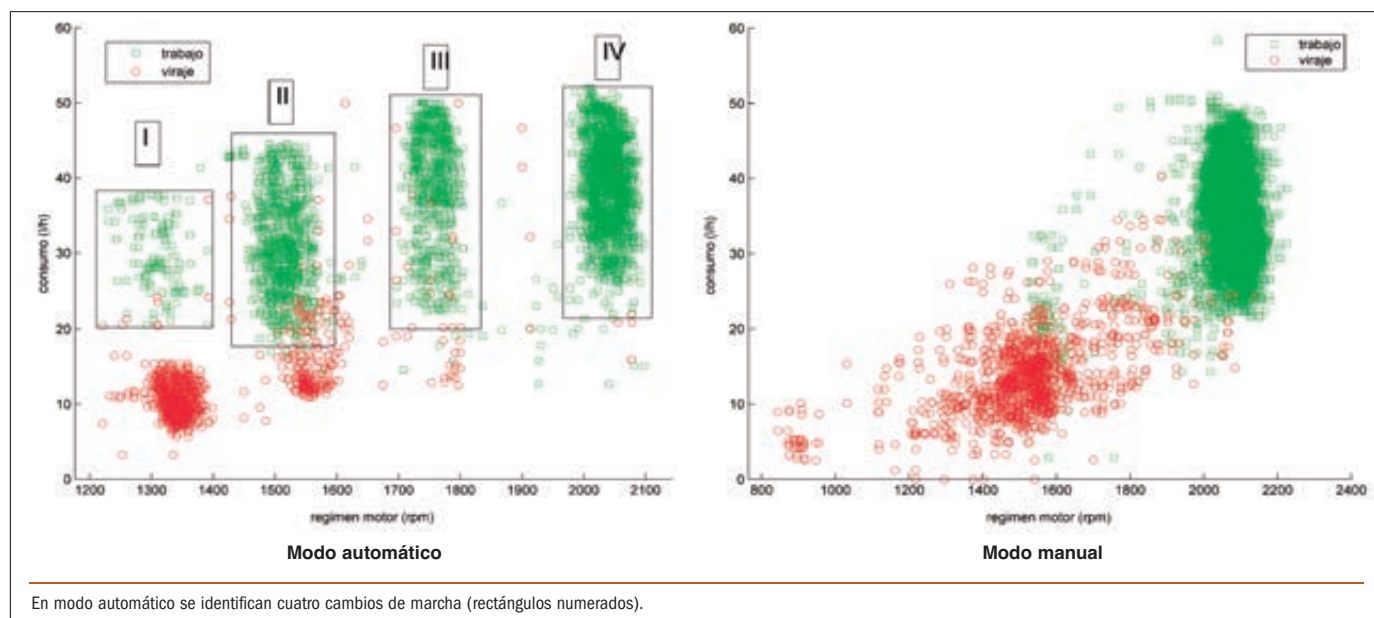 60
50
40
30
20
10
0
consumo (l/h)
trabajo
viraje
I
II
III
IV
1200 1300 1400 1500 1600 1700 1800 1900 2000 2100
regimen motor (rpm)
Modo automático
60
50
40
30
20
10
0
consumo (l/h)
trabajo
viraje
800 1000 1200 1400 1600 1800 2000 2200 2400
regimen motor (rpm)
Modo manual
En modo automático se identifican cuatro cambios de marcha (rectángulos numerados).